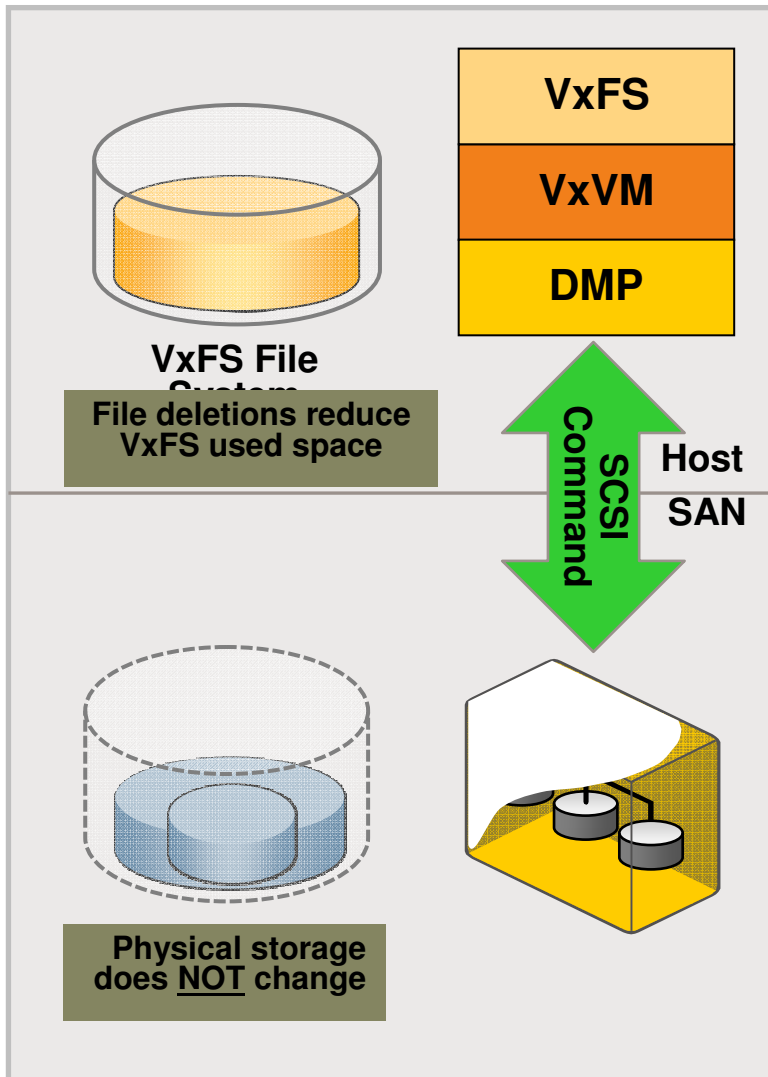 VxFS
VxVM
DMP
VxFS File
System
File deletions reduce
VxFS used space
SCSI
Command
Host
SAN
Physical storage
does NOT change